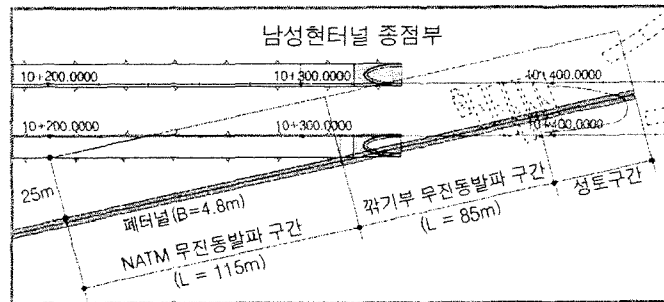 남성현터널 종점부
10+200.0000
10+300.0000
10+400.0000
10+200.0000
10+300.0000
10+400.0000
25m
폐터널(B=4.8m)
NATM 무진동발파 구간
(L = 115m)
깎기부 무진동발파 구간
(L = 85m)
성토구간